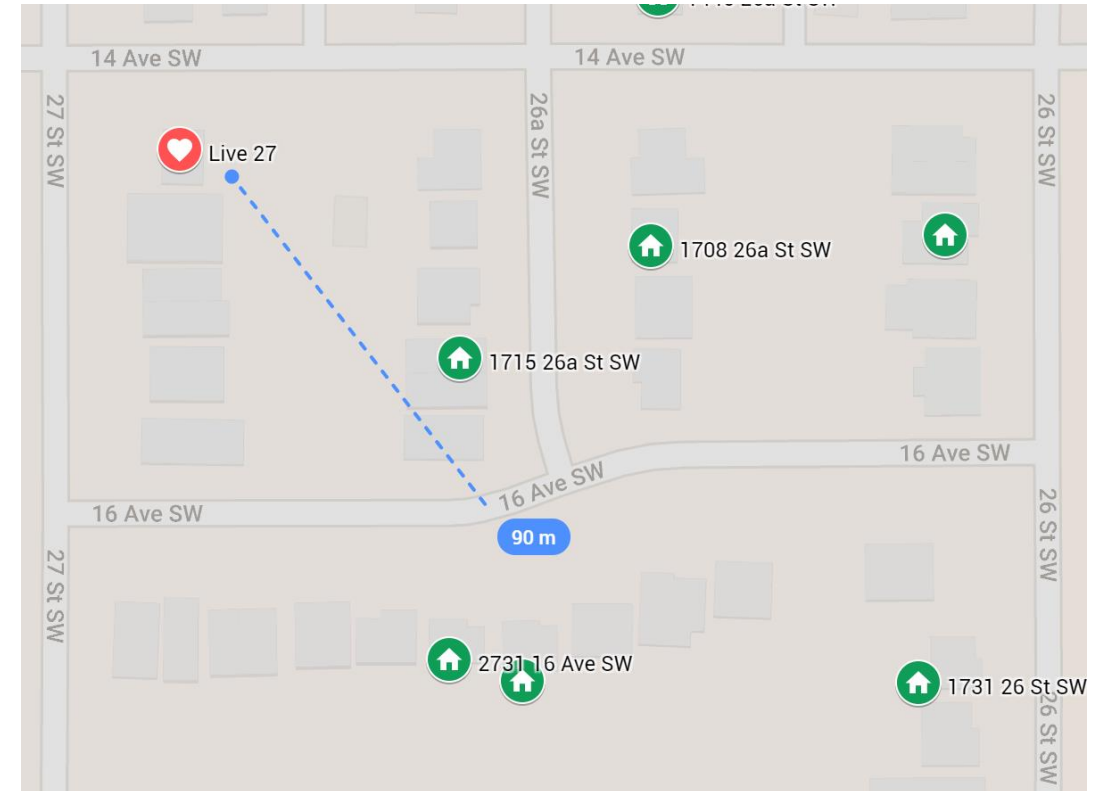 14 Ave SW
14 Ave SW
27 St SW
26a St SW
26 St SW
Live 27
1708 26a St SW
1715 26a St SW
16 Ave SW
16 Ave SW
16 Ave SW
26 St SW
90 m
27 St SW
2731 16 Ave SW
1731 26 St SW
26 St SW